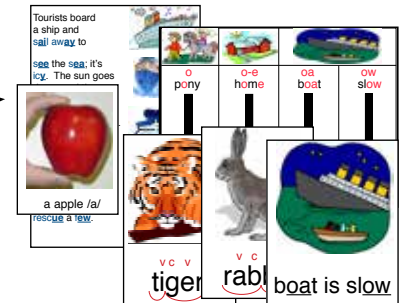 Tourists board
a ship and
sail away to
see the sea; it's
icy. The sun goes
a apple /a/
rescue a few.
o
pony
o-e
home
oa
boat
ow
slow
v c v
tiger
v c
boat is slow